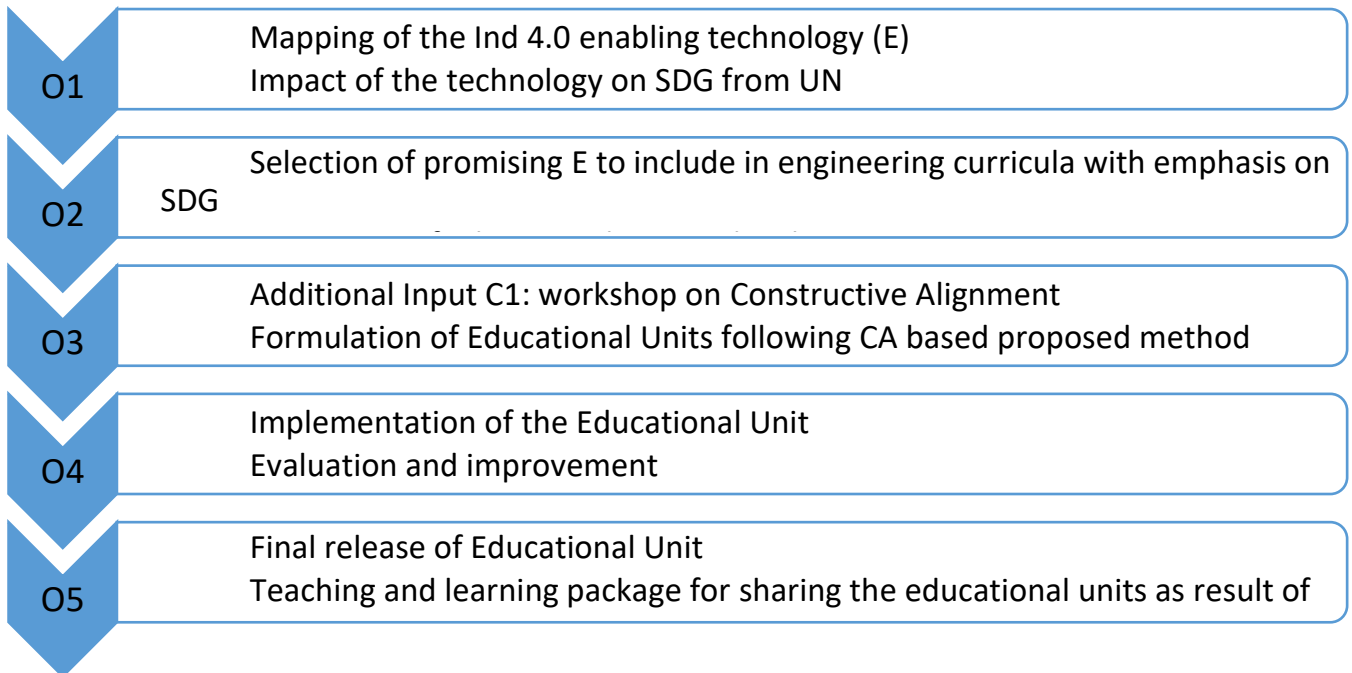 O1
Mapping of the Ind 4.0 enabling technology (E)
Impact of the technology on SDG from UN
O2
Selection of promising E to include in engineering curricula with emphasis on
SDG
O3
Additional Input C1: workshop on Constructive Alignment
Formulation of Educational Units following CA based proposed method
O4
Implementation of the Educational Unit
Evaluation and improvement
O5
Final release of Educational Unit
Teaching and learning package for sharing the educational units as result of